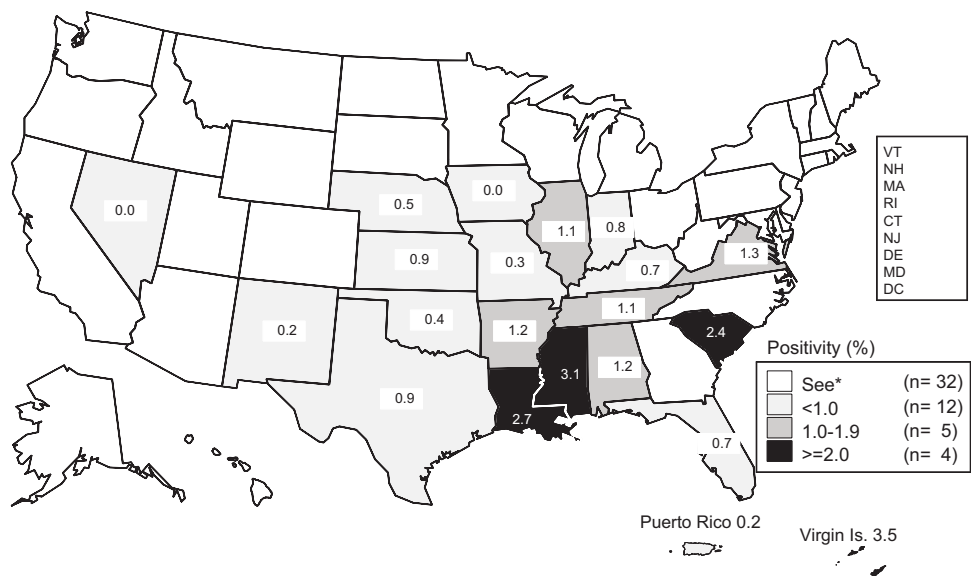 VT
NH
MA
RI
CT
NJ
DE
MD
DC
0.0
0.0
0.5
1.1
0.8
1.3
0.9
0.3
0.7
1.1
0.2
0.4
1.2
2.4
3.1
1.2
0.9
2.7
0.7
Positivity (%)
See* (n= 32)
<1.0 (n= 12)
1.0-1.9 (n= 5)
>=2.0 (n= 4)
Puerto Rico 0.2
Virgin Is. 3.5